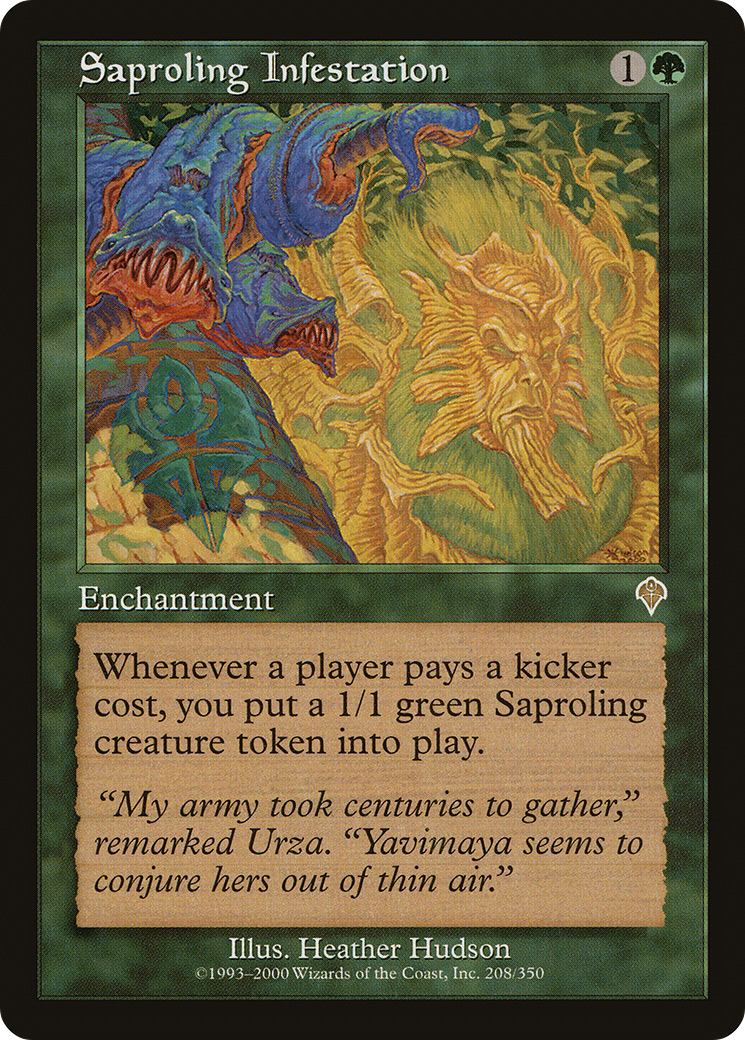 Saproling Infestation 1
Enchantment
Whenever a player pays a kicker
cost, you put a 1/1 green Saproling
creature token into play.
“My army took centuries to gather,”
remarked Urza. “Yavimaya seems to
conjure hers out of thin air.”
Illus. Heather Hudson
©1993–2000 Wizards of the Coast, Inc. 208/350